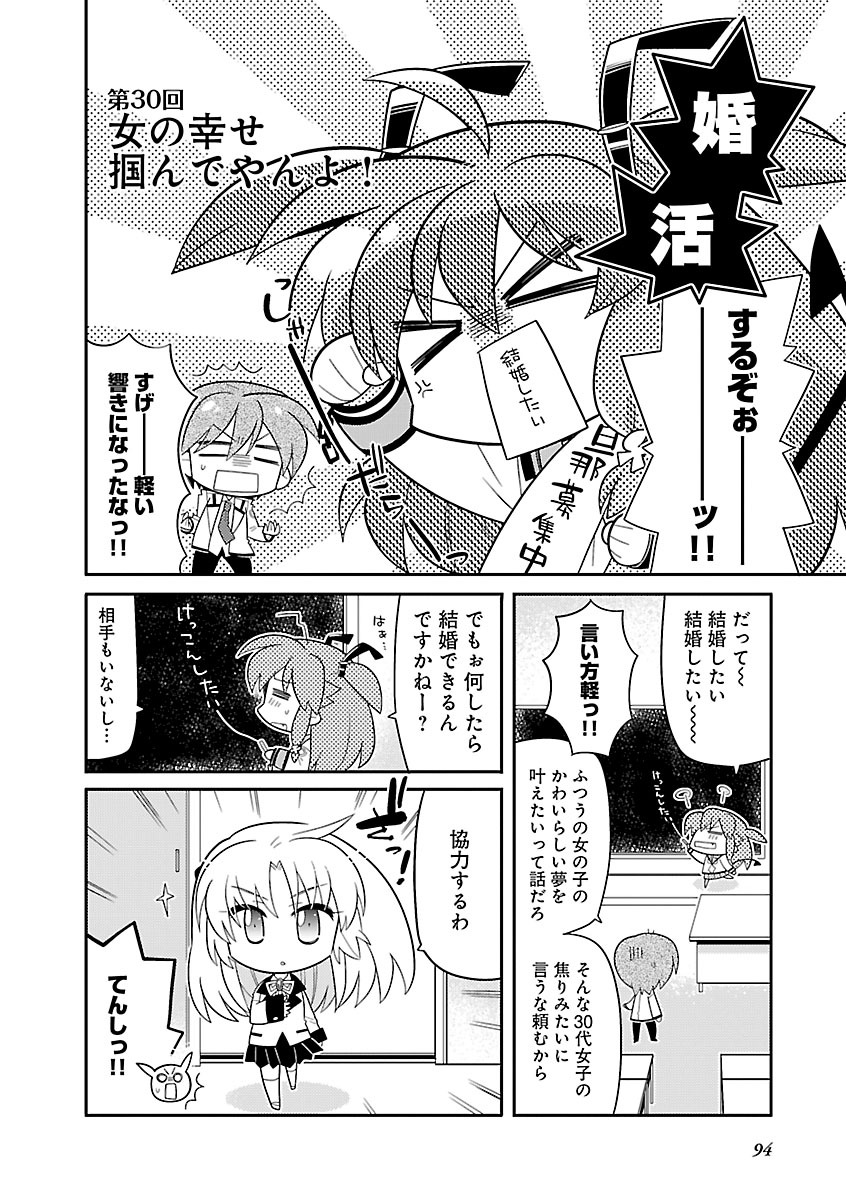 第30回
女の幸せ
掴んでやんよ!
婚
活
するぞぉ━━━━ーッ!!
結婚したい
旦那募集中
すげ━━軽い
響きになったなっ!!
だって〜
結婚したい
結婚したい〜〜
言い方軽っ!!
けっこんしたい
ふつうの女の子の
かわいらしい夢を
叶えたいって話だろ
そんな30代女子の
焦りみたいに
言うな頼むから
でもぉ何したら
結婚できるん
ですかねー?
はぁ…
けっこんしたい
相手もいないし…
協力するわ
てんしっ!!
94